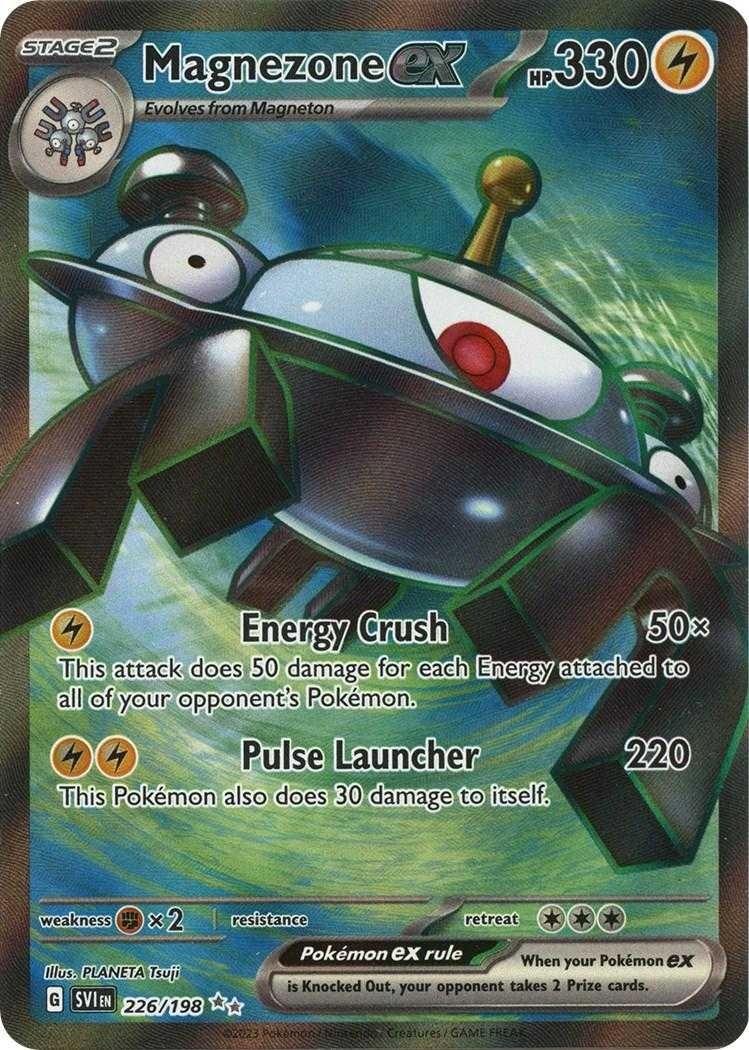 STAGE2
Magnezone ex
HP 330
Evolves from Magneton
Energy Crush 50×
This attack does 50 damage for each Energy attached to
all of your opponent's Pokémon.
Pulse Launcher 220
This Pokémon also does 30 damage to itself.
weakness ×2 resistance retreat
Pokémon ex rule When your Pokémon ex
is Knocked Out, your opponent takes 2 Prize cards.
Illus. PLANETA Tsuji
G SVI EN 226/198
©2023 Pokémon / Nintendo / Creatures / GAME FREAK